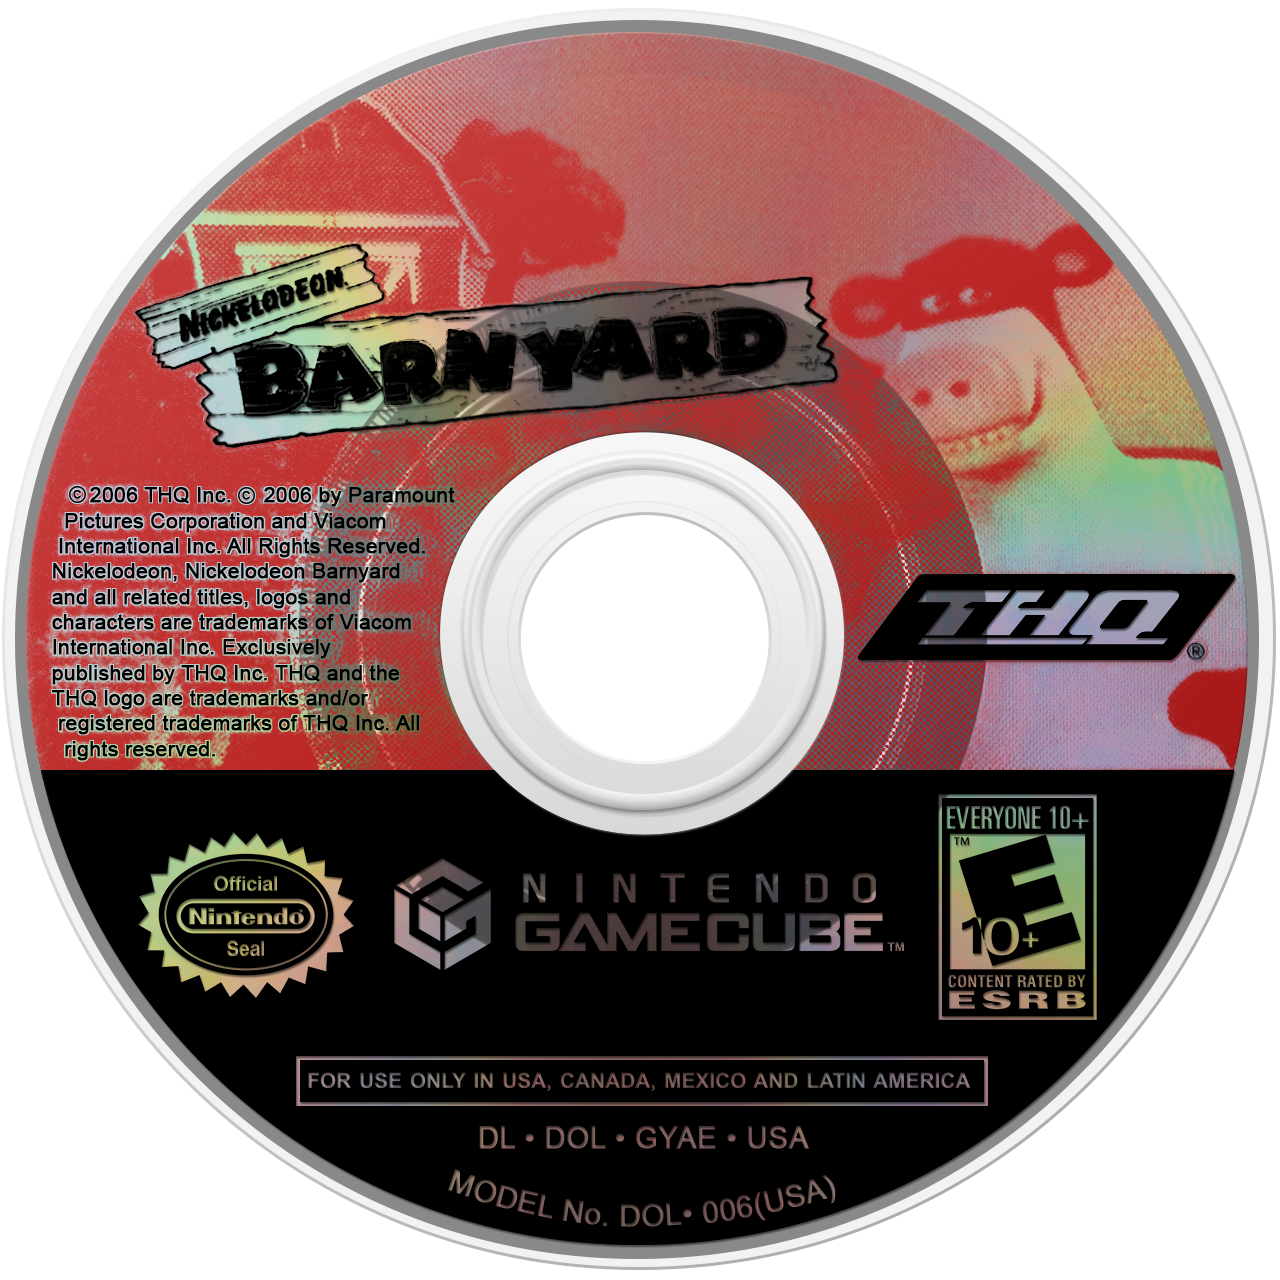 NICKELODEON
BARNYARD
©2006 THQ Inc. © 2006 by Paramount
Pictures Corporation and Viacom
International Inc. All Rights Reserved.
Nickelodeon, Nickelodeon Barnyard
and all related titles, logos and
characters are trademarks of Viacom
International Inc. Exclusively
published by THQ Inc. THQ and the
THQ logo are trademarks and/or
registered trademarks of THQ Inc. All
rights reserved.
THQ®
Official
Nintendo®
Seal
NINTENDO
GAMECUBE™
EVERYONE 10+
™
E
10+
CONTENT RATED BY
ESRB
FOR USE ONLY IN USA, CANADA, MEXICO AND LATIN AMERICA
DL • DOL • GYAE • USA
MODEL No. DOL• 006(USA)